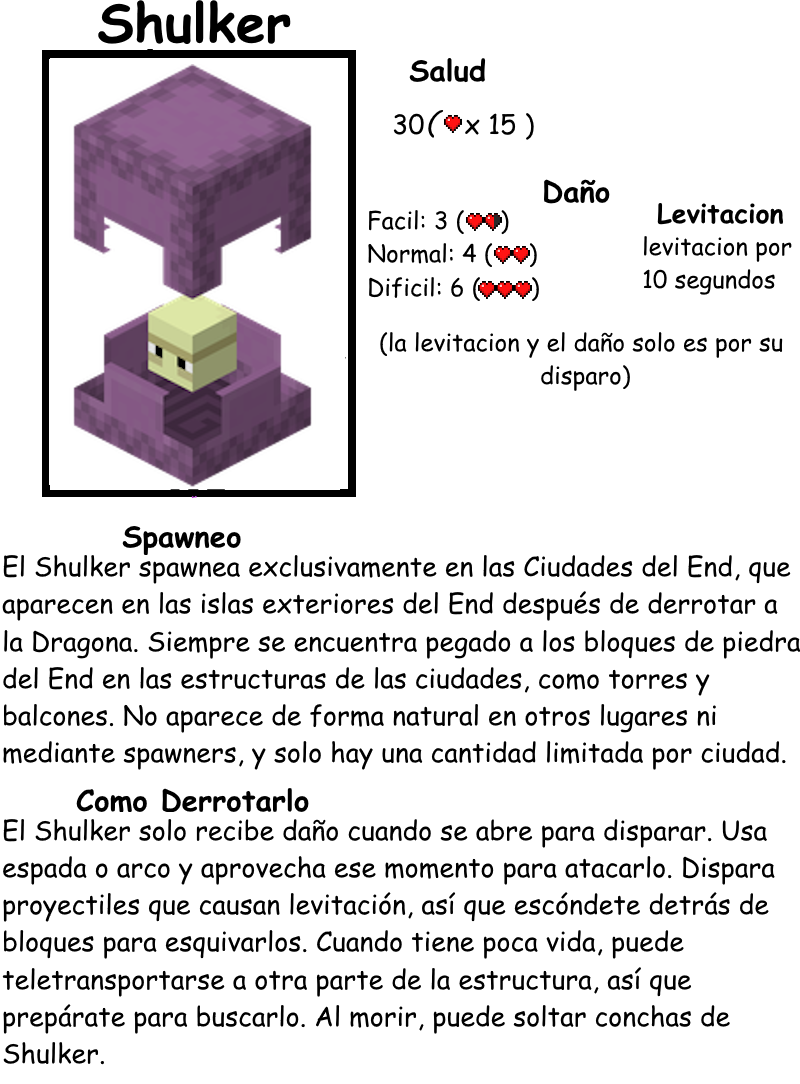 Shulker
Salud
30( x 15 )
Daño
Facil: 3 ( )
Normal: 4 ( )
Dificil: 6 ( )
Levitacion
levitacion por
10 segundos
(la levitacion y el daño solo es por su
disparo)
Spawneo
El Shulker spawnea exclusivamente en las Ciudades del End, que
aparecen en las islas exteriores del End después de derrotar a
la Dragona. Siempre se encuentra pegado a los bloques de piedra
del End en las estructuras de las ciudades, como torres y
balcones. No aparece de forma natural en otros lugares ni
mediante spawners, y solo hay una cantidad limitada por ciudad.
Como Derrotarlo
El Shulker solo recibe daño cuando se abre para disparar. Usa
espada o arco y aprovecha ese momento para atacarlo. Dispara
proyectiles que causan levitación, así que escóndete detrás de
bloques para esquivarlos. Cuando tiene poca vida, puede
teletransportarse a otra parte de la estructura, así que
prepárate para buscarlo. Al morir, puede soltar conchas de
Shulker.